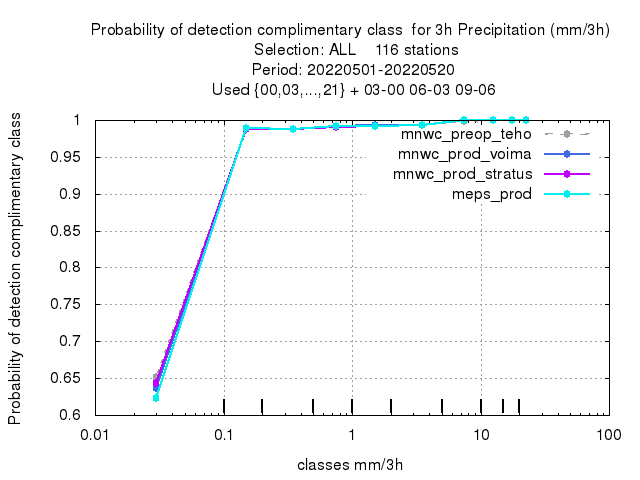 Probability of detection complimentary class  for 3h Precipitation (mm/3h)
Selection: ALL    116 stations
Period: 20220501-20220520
Used {00,03,...,21} + 03-00 06-03 09-06
Probability of detection complimentary class
1
0.95
0.9
0.85
0.8
0.75
0.7
0.65
0.6
mnwc_preop_teho
mnwc_prod_voima
mnwc_prod_stratus
meps_prod
0.01 0.1 1 10 100
classes mm/3h